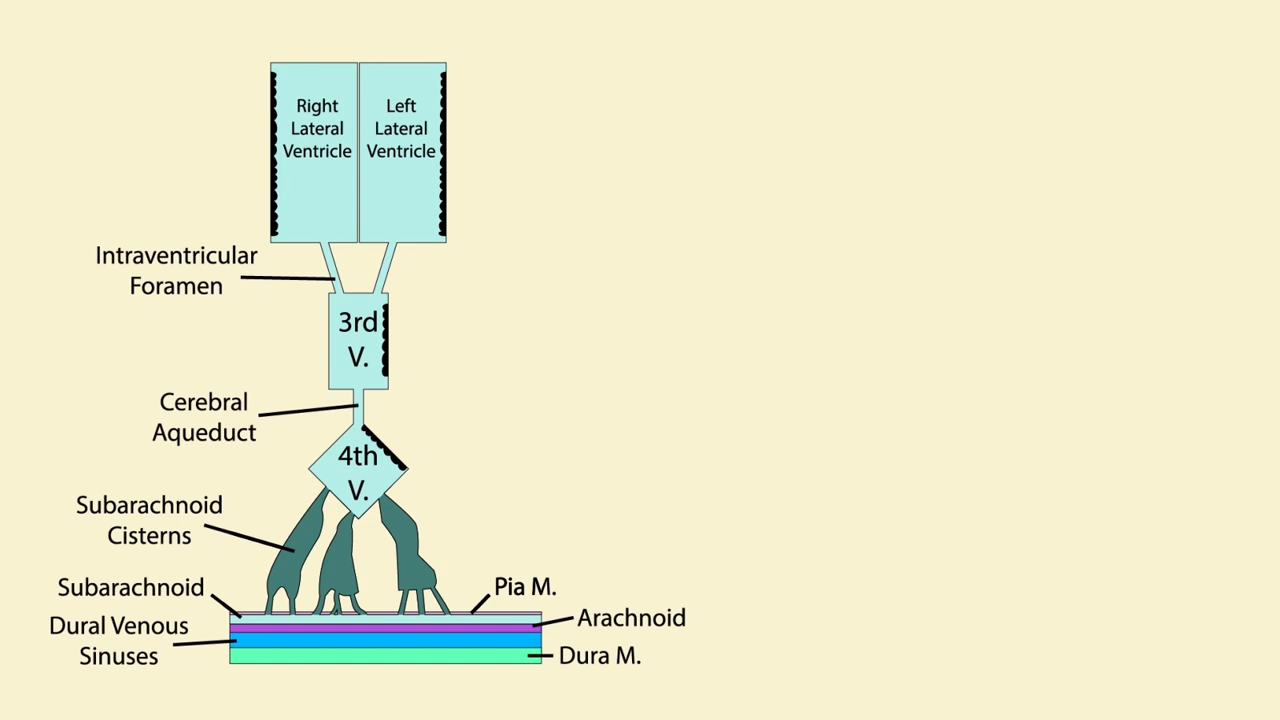 Right
Lateral
Ventricle
Left
Lateral
Ventricle
Intraventricular
Foramen
3rd
V.
Cerebral
Aqueduct
4th
V.
Subarachnoid
Cisterns
Subarachnoid
Pia M.
Arachnoid
Dural Venous
Sinuses
Dura M.